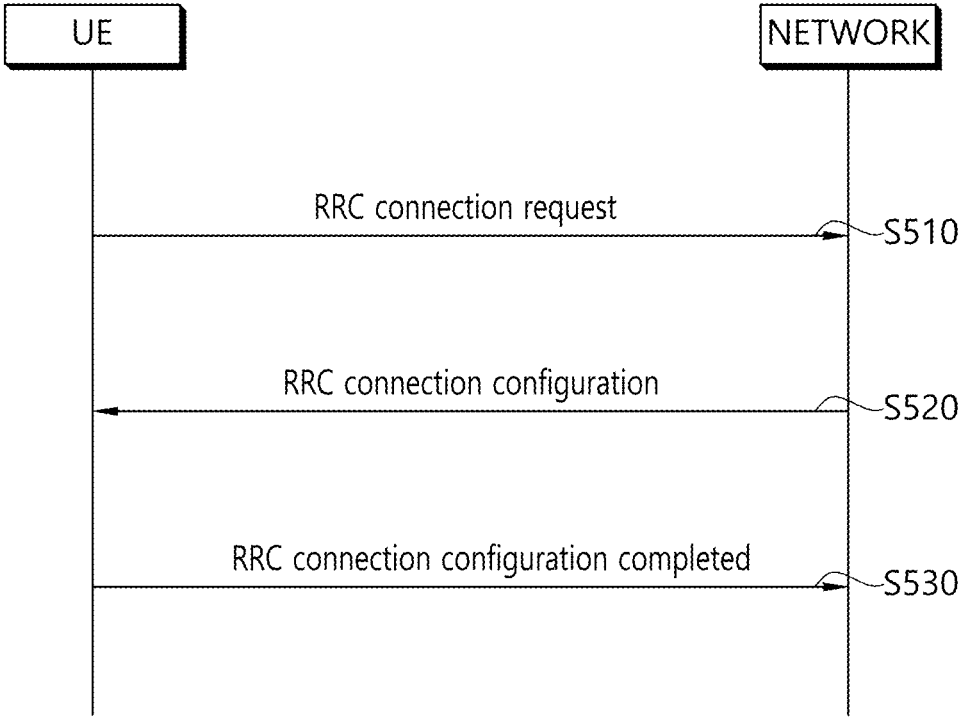 UE
NETWORK
RRC connection request
S510
RRC connection configuration
S520
RRC connection configuration completed
S530